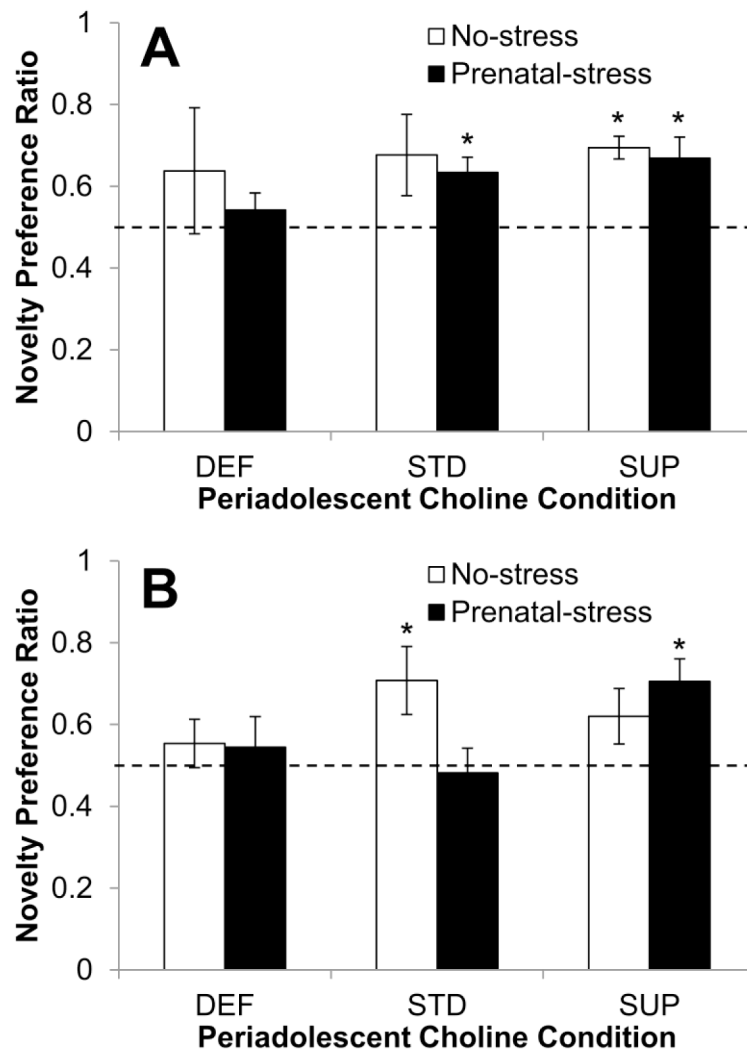 A
No-stress
Prenatal-stress
Novelty Preference Ratio
1
0.8
0.6
0.4
0.2
0
*
*
*
DEF
STD
SUP
Periadolescent Choline Condition
B
No-stress
Prenatal-stress
Novelty Preference Ratio
1
0.8
0.6
0.4
0.2
0
*
*
DEF
STD
SUP
Periadolescent Choline Condition